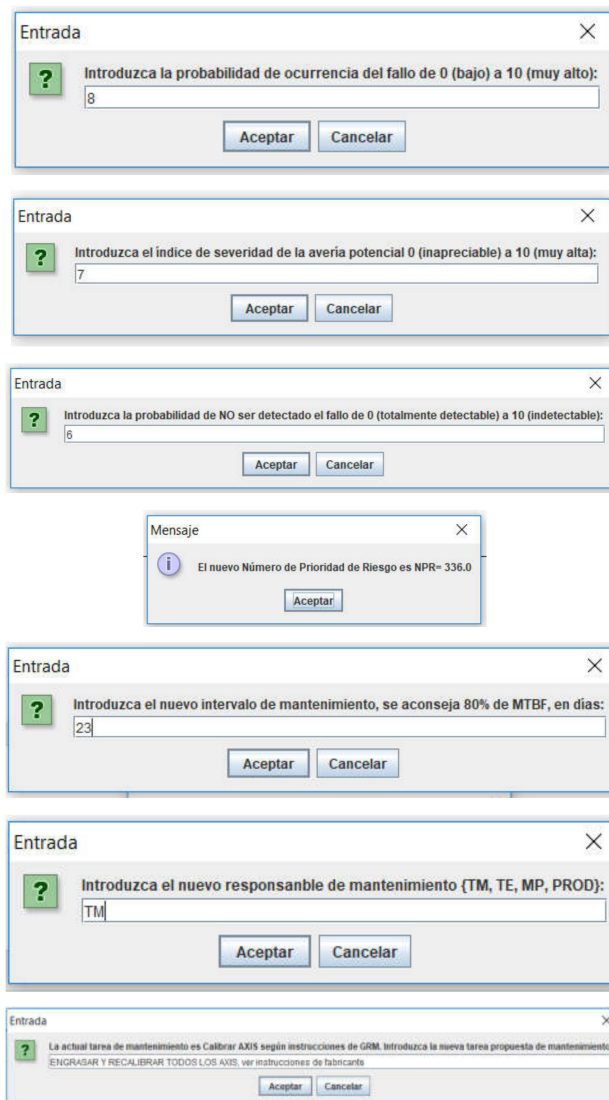 Entrada
Introduzca la probabilidad de ocurrencia del fallo de 0 (bajo) a 10 (muy alto):
8
Aceptar Cancelar
Entrada
Introduzca el índice de severidad de la avería potencial 0 (inapreciable) a 10 (muy alta):
7
Aceptar Cancelar
Entrada
Introduzca la probabilidad de NO ser detectado el fallo de 0 (totalmente detectable) a 10 (indetectable):
6
Aceptar Cancelar
Mensaje
El nuevo Número de Prioridad de Riesgo es NPR= 336.0
Aceptar
Entrada
Introduzca el nuevo intervalo de mantenimiento, se aconseja 80% de MTBF, en días:
23
Aceptar Cancelar
Entrada
Introduzca el nuevo responsanble de mantenimiento {TM, TE, MP, PROD}:
TM
Aceptar Cancelar
Entrada
La actual tarea de mantenimiento es Calibrar AXIS según instrucciones de GRM. Introduzca la nueva tarea propuesta de mantenimiento
ENGRASAR Y RECALIBRAR TODOS LOS AXIS, ver instrucciones de fabricante
Aceptar Cancelar